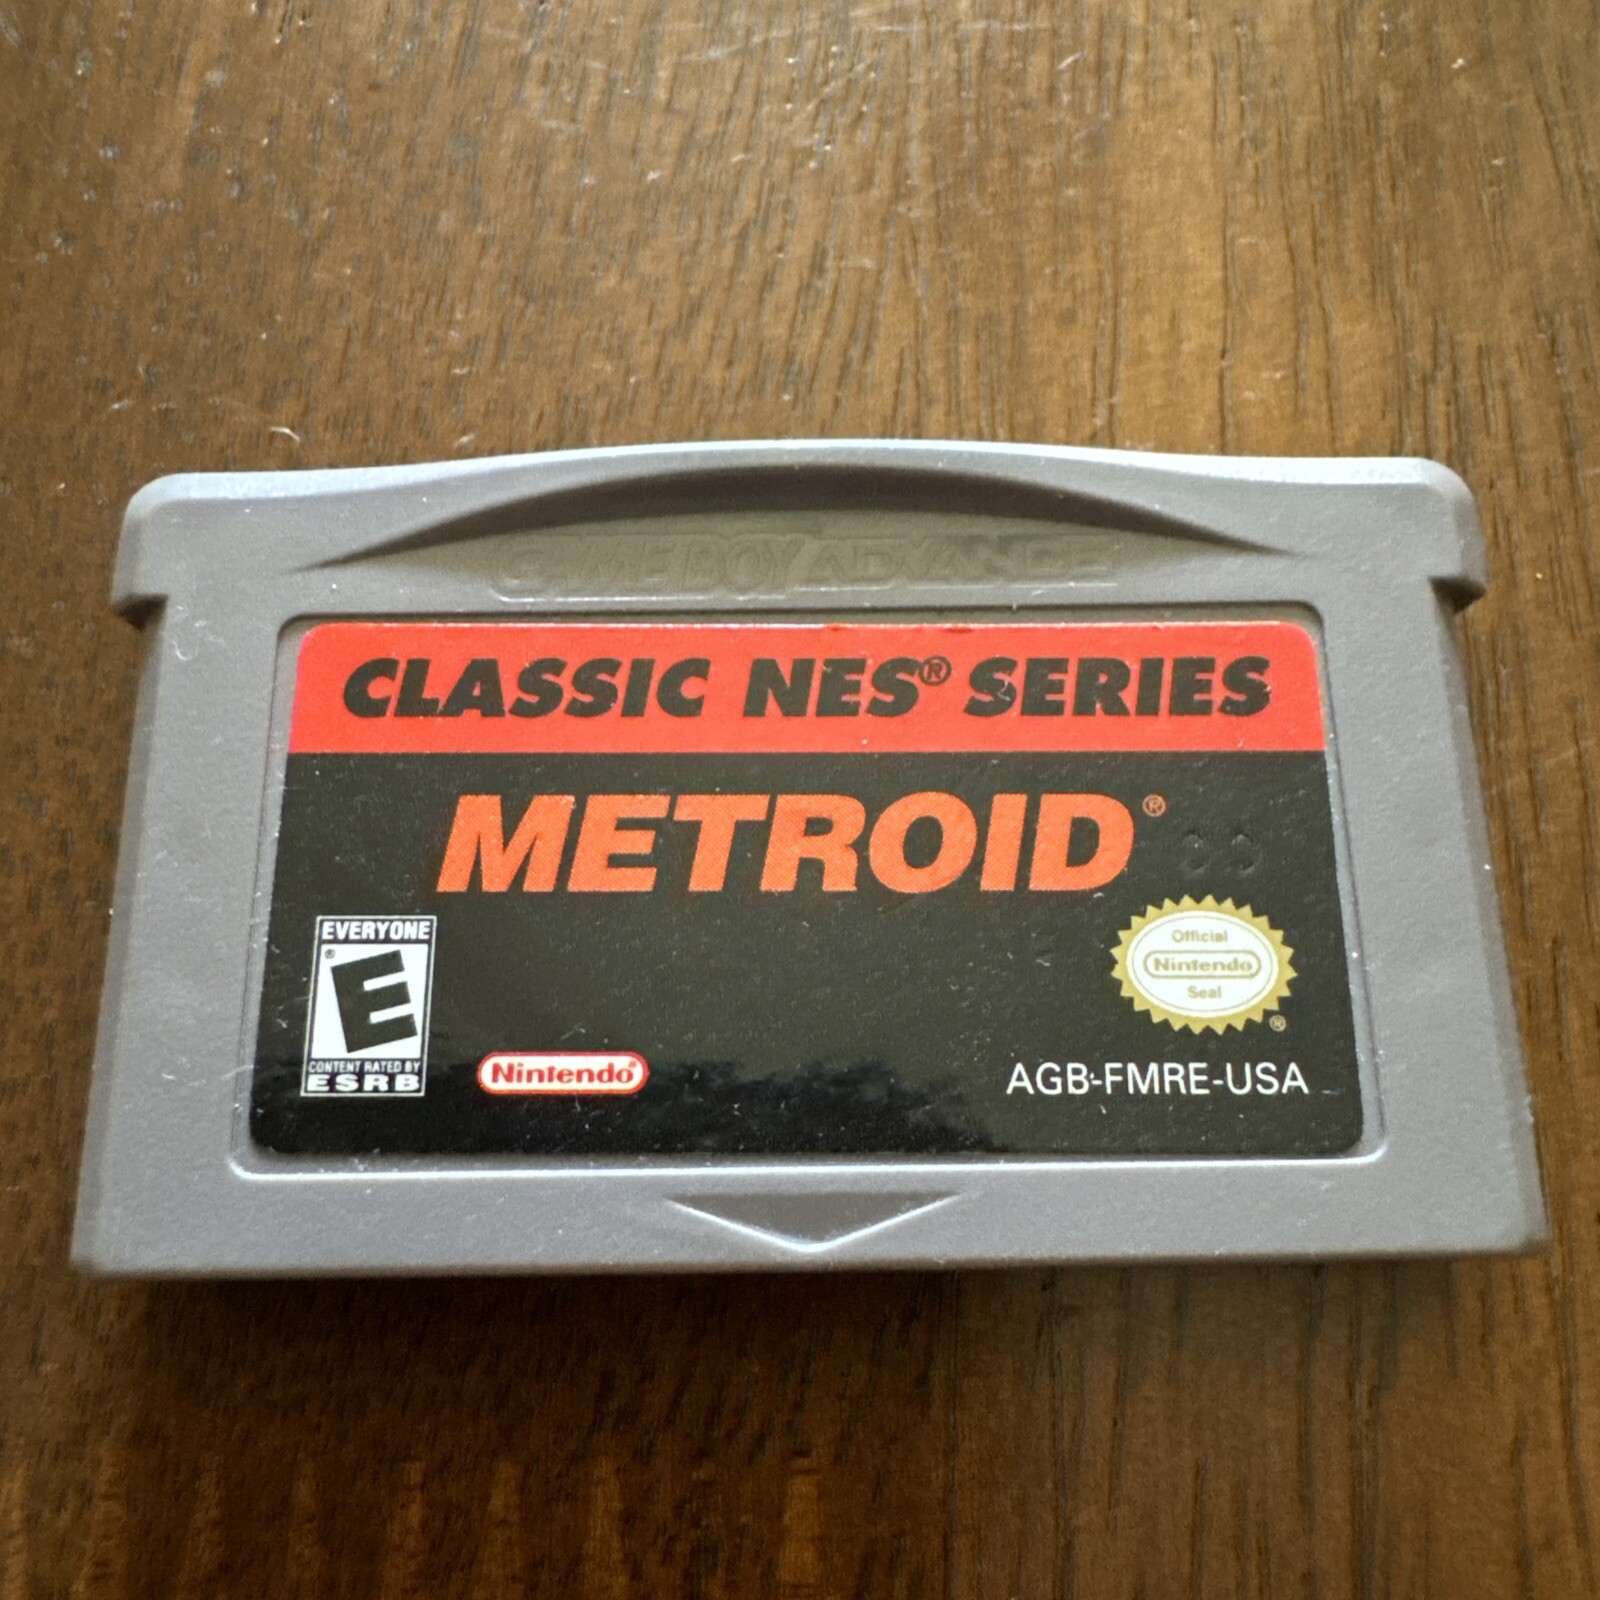 GAME BOY ADVANCE
CLASSIC NES® SERIES
METROID®
EVERYONE
E®
CONTENT RATED BY
ESRB
Official
Nintendo
Seal®
Nintendo®
AGB-FMRE-USA